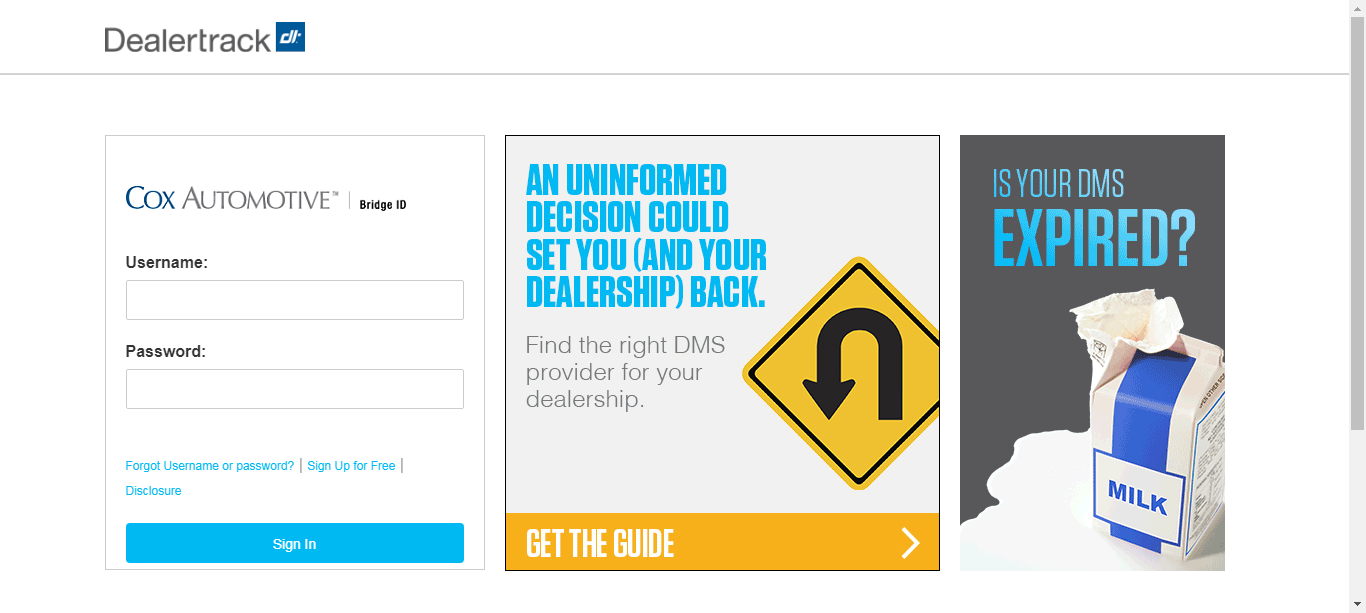 Dealertrack dt
COX AUTOMOTIVE™ | Bridge ID
Username:
Password:
Forgot Username or password? | Sign Up for Free |
Disclosure
Sign In
AN UNINFORMED
DECISION COULD
SET YOU (AND YOUR
DEALERSHIP) BACK.
Find the right DMS
provider for your
dealership.
GET THE GUIDE
IS YOUR DMS
EXPIRED?
MILK